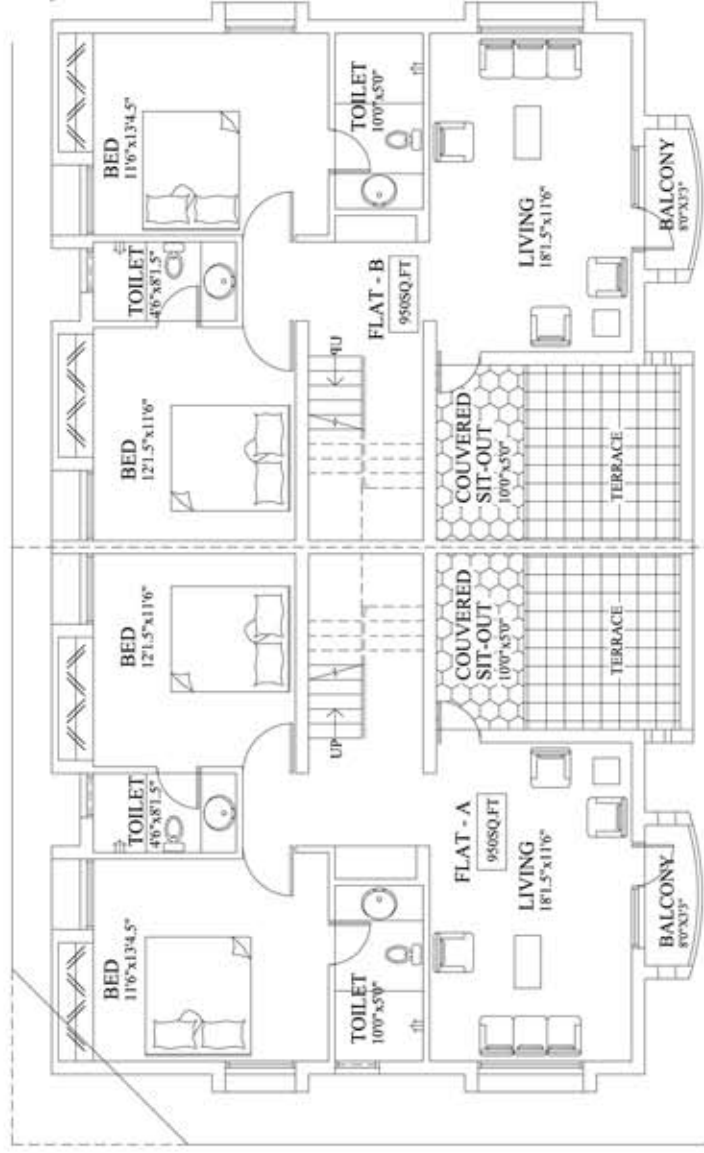 BED
11'6"x13'4.5"
TOILET
4'6"x8'1.5"
BED
12'1.5"x11'6"
BED
12'1.5"x11'6"
TOILET
4'6"x8'1.5"
BED
11'6"x13'4.5"
UP
UP
TOILET
10'0"x5'0"
FLAT - B
950SQ.FT
TOILET
10'0"x5'0"
FLAT - A
950SQ.FT
COUVERED
SIT-OUT
10'0"x5'0"
COUVERED
SIT-OUT
10'0"x5'0"
LIVING
18'1.5"x11'6"
LIVING
18'1.5"x11'6"
TERRACE
TERRACE
BALCONY
8'0"X3'3"
BALCONY
8'0"X3'3"